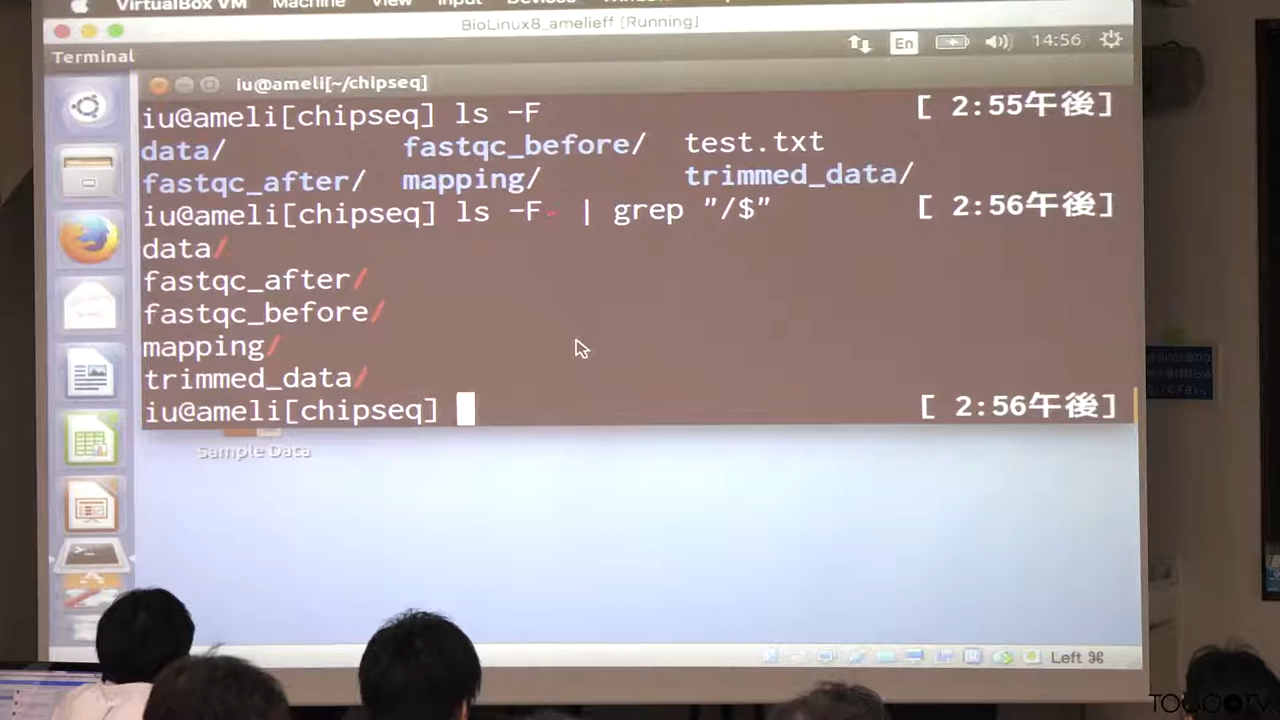 VirtualBox VM Machine View Input Devices
BioLinux8_amelieff [Running]
Terminal
En
14:56
iu@ameli[~/chipseq]
iu@ameli[chipseq] ls -F [ 2:55午後]
data/ fastqc_before/ test.txt
fastqc_after/ mapping/ trimmed_data/
iu@ameli[chipseq] ls -F | grep "/$" [ 2:56午後]
data/
fastqc_after/
fastqc_before/
mapping/
trimmed_data/
iu@ameli[chipseq] [ 2:56午後]
Sample Data
Left ⌘